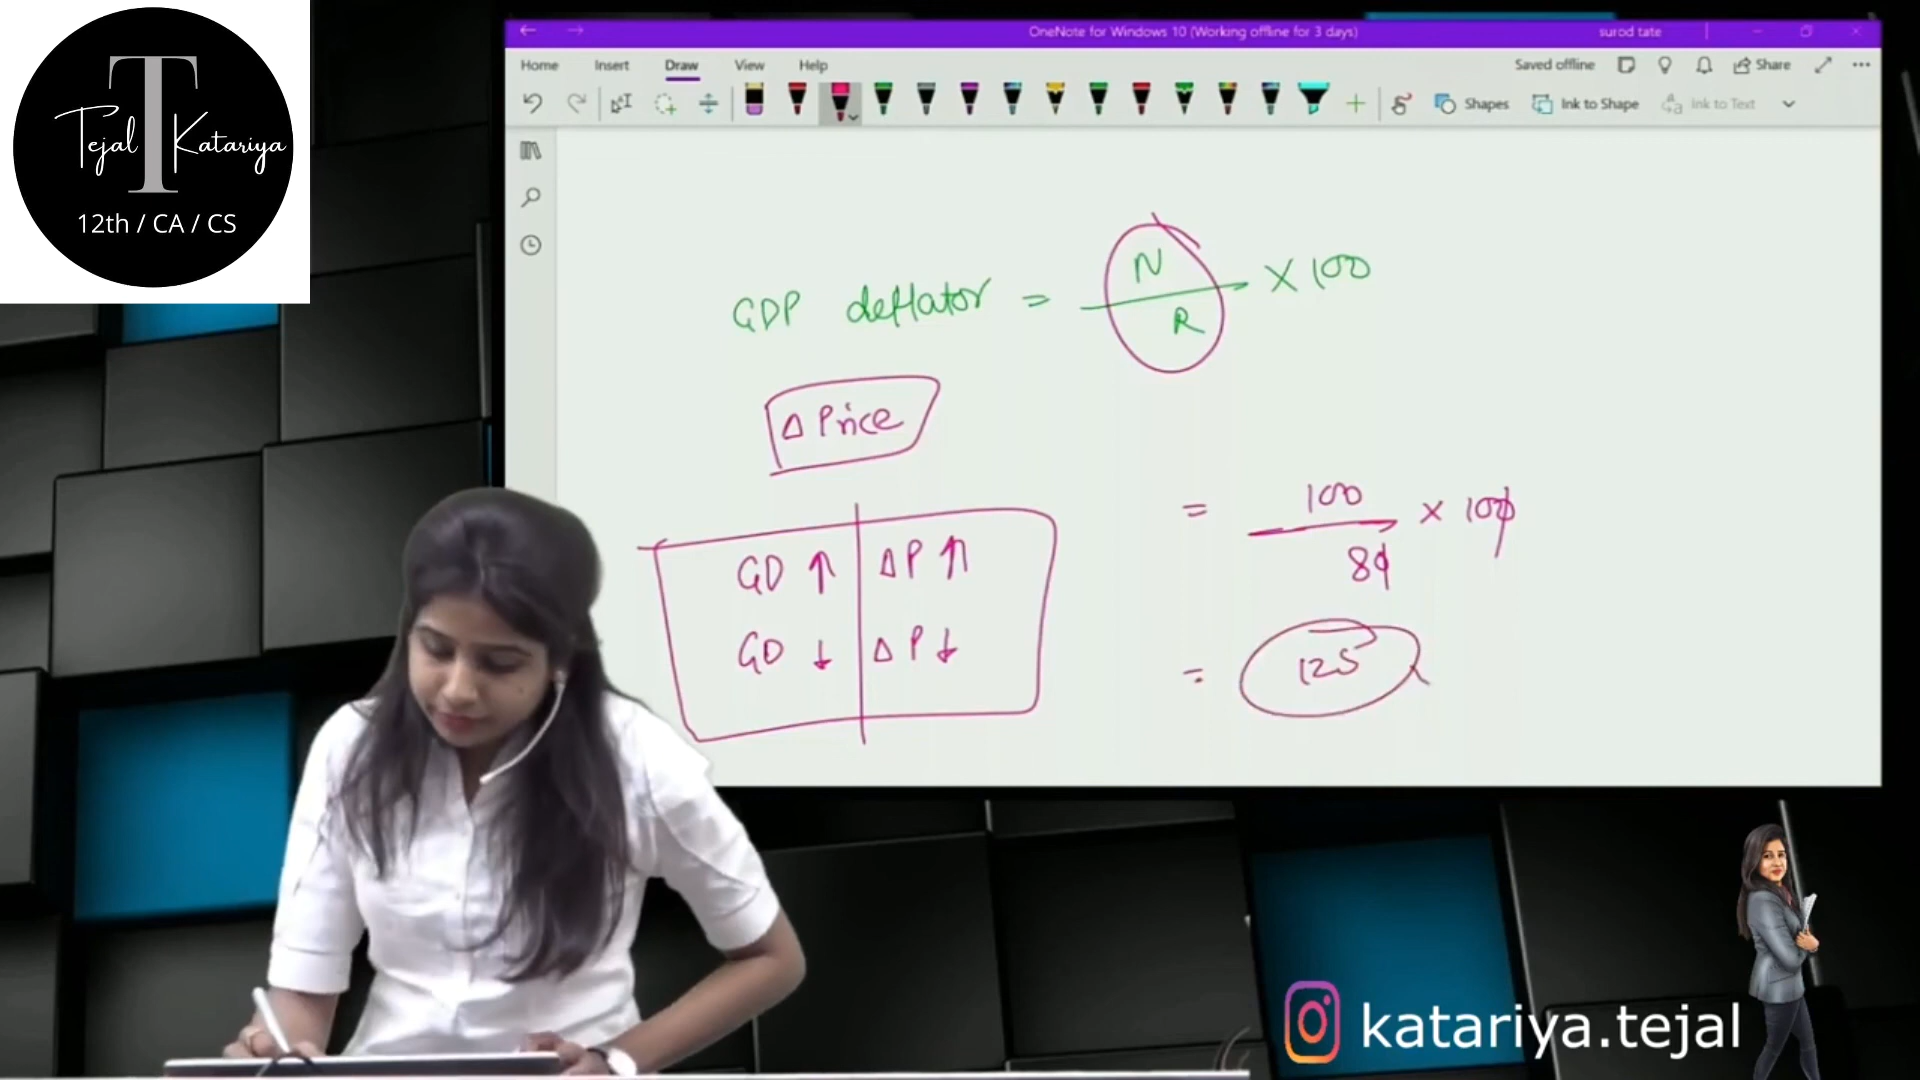 Tejal T Katariya
12th / CA / CS
OneNote for Windows 10 (Working offline for 3 days)
surod tate
Home Insert Draw View Help
Saved offline Share
Shapes Ink to Shape Ink to Text
GDP deflator = N / R × 100
Δ Price
= 100 / 80 × 100
GD ↑ Δ P ↑
GD ↓ Δ P ↓
= 125
katariya.tejal